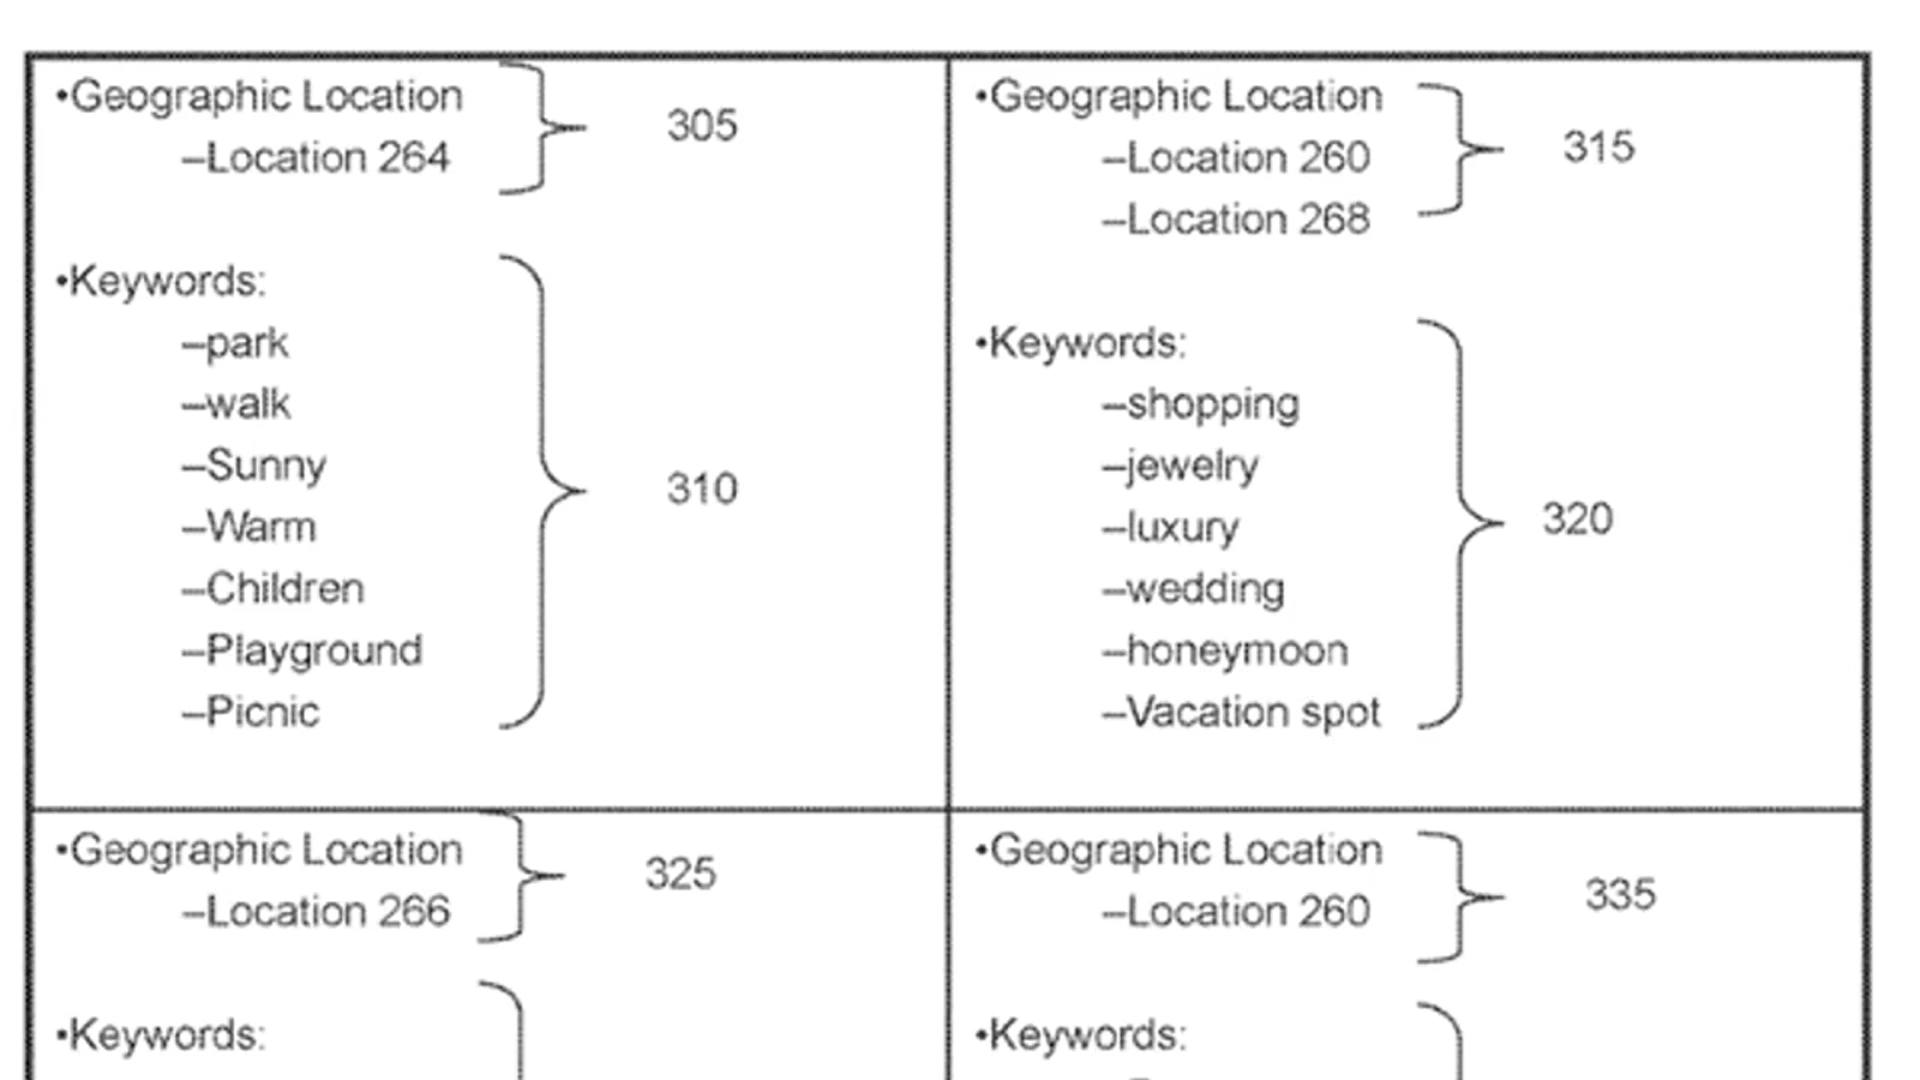 •Geographic Location
–Location 264
305
•Keywords:
–park
–walk
–Sunny
–Warm
–Children
–Playground
–Picnic
310
•Geographic Location
–Location 260
–Location 268
315
•Keywords:
–shopping
–jewelry
–luxury
–wedding
–honeymoon
–Vacation spot
320
•Geographic Location
–Location 266
325
•Keywords:
•Geographic Location
–Location 260
335
•Keywords: